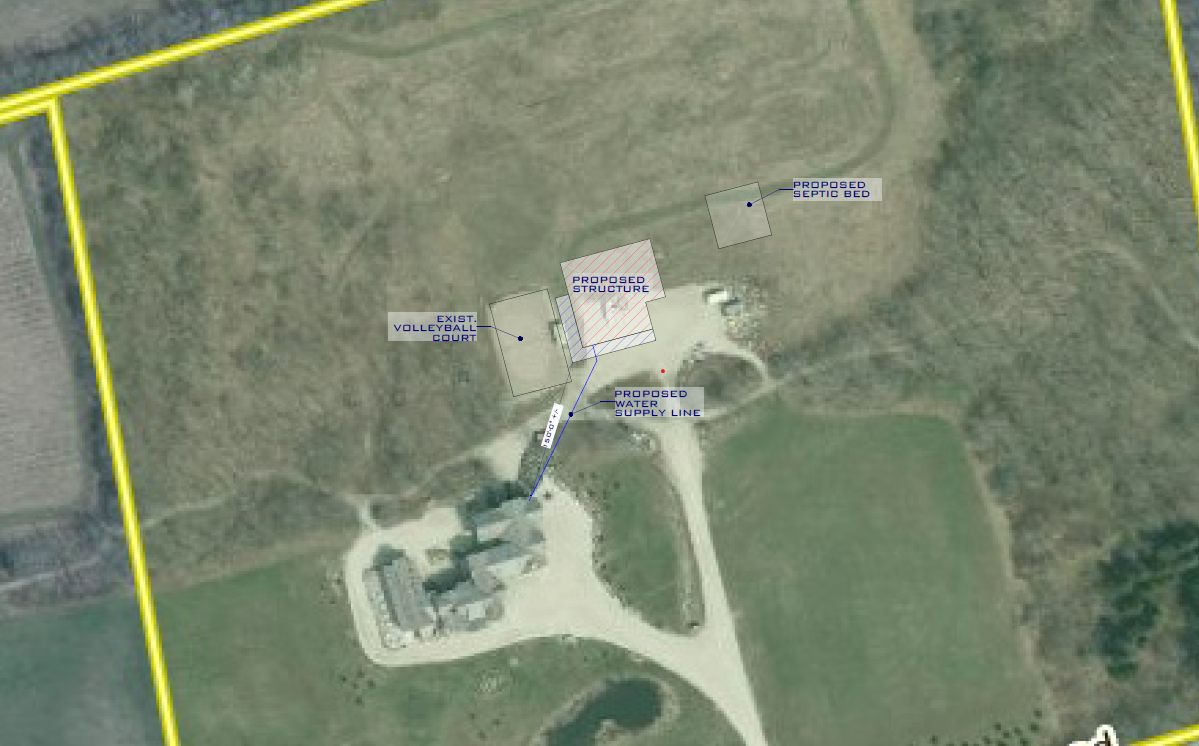 PROPOSED
SEPTIC BED
PROPOSED
STRUCTURE
EXIST.
VOLLEYBALL
COURT
PROPOSED
WATER
SUPPLY LINE